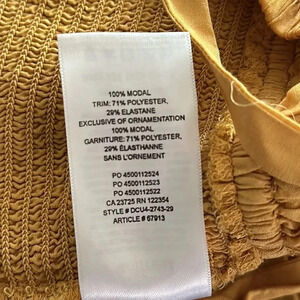 100% MODAL
TRIM: 71% POLYESTER,
29% ELASTANE
EXCLUSIVE OF ORNAMENTATION
100% MODAL
GARNITURE: 71% POLYESTER,
29% ÉLASTHANNE
SANS L'ORNEMENT
PO 4500112524
PO 4500112523
PO 4500112522
CA 23725 RN 122354
STYLE # DCU4-2743-29
ARTICLE # 67913